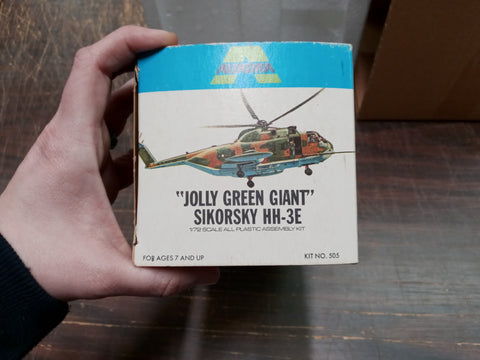 "JOLLY GREEN GIANT"
SIKORSKY HH-3E
1/72 SCALE ALL-PLASTIC ASSEMBLY KIT
FOR AGES 7 AND UP
KIT NO. 505